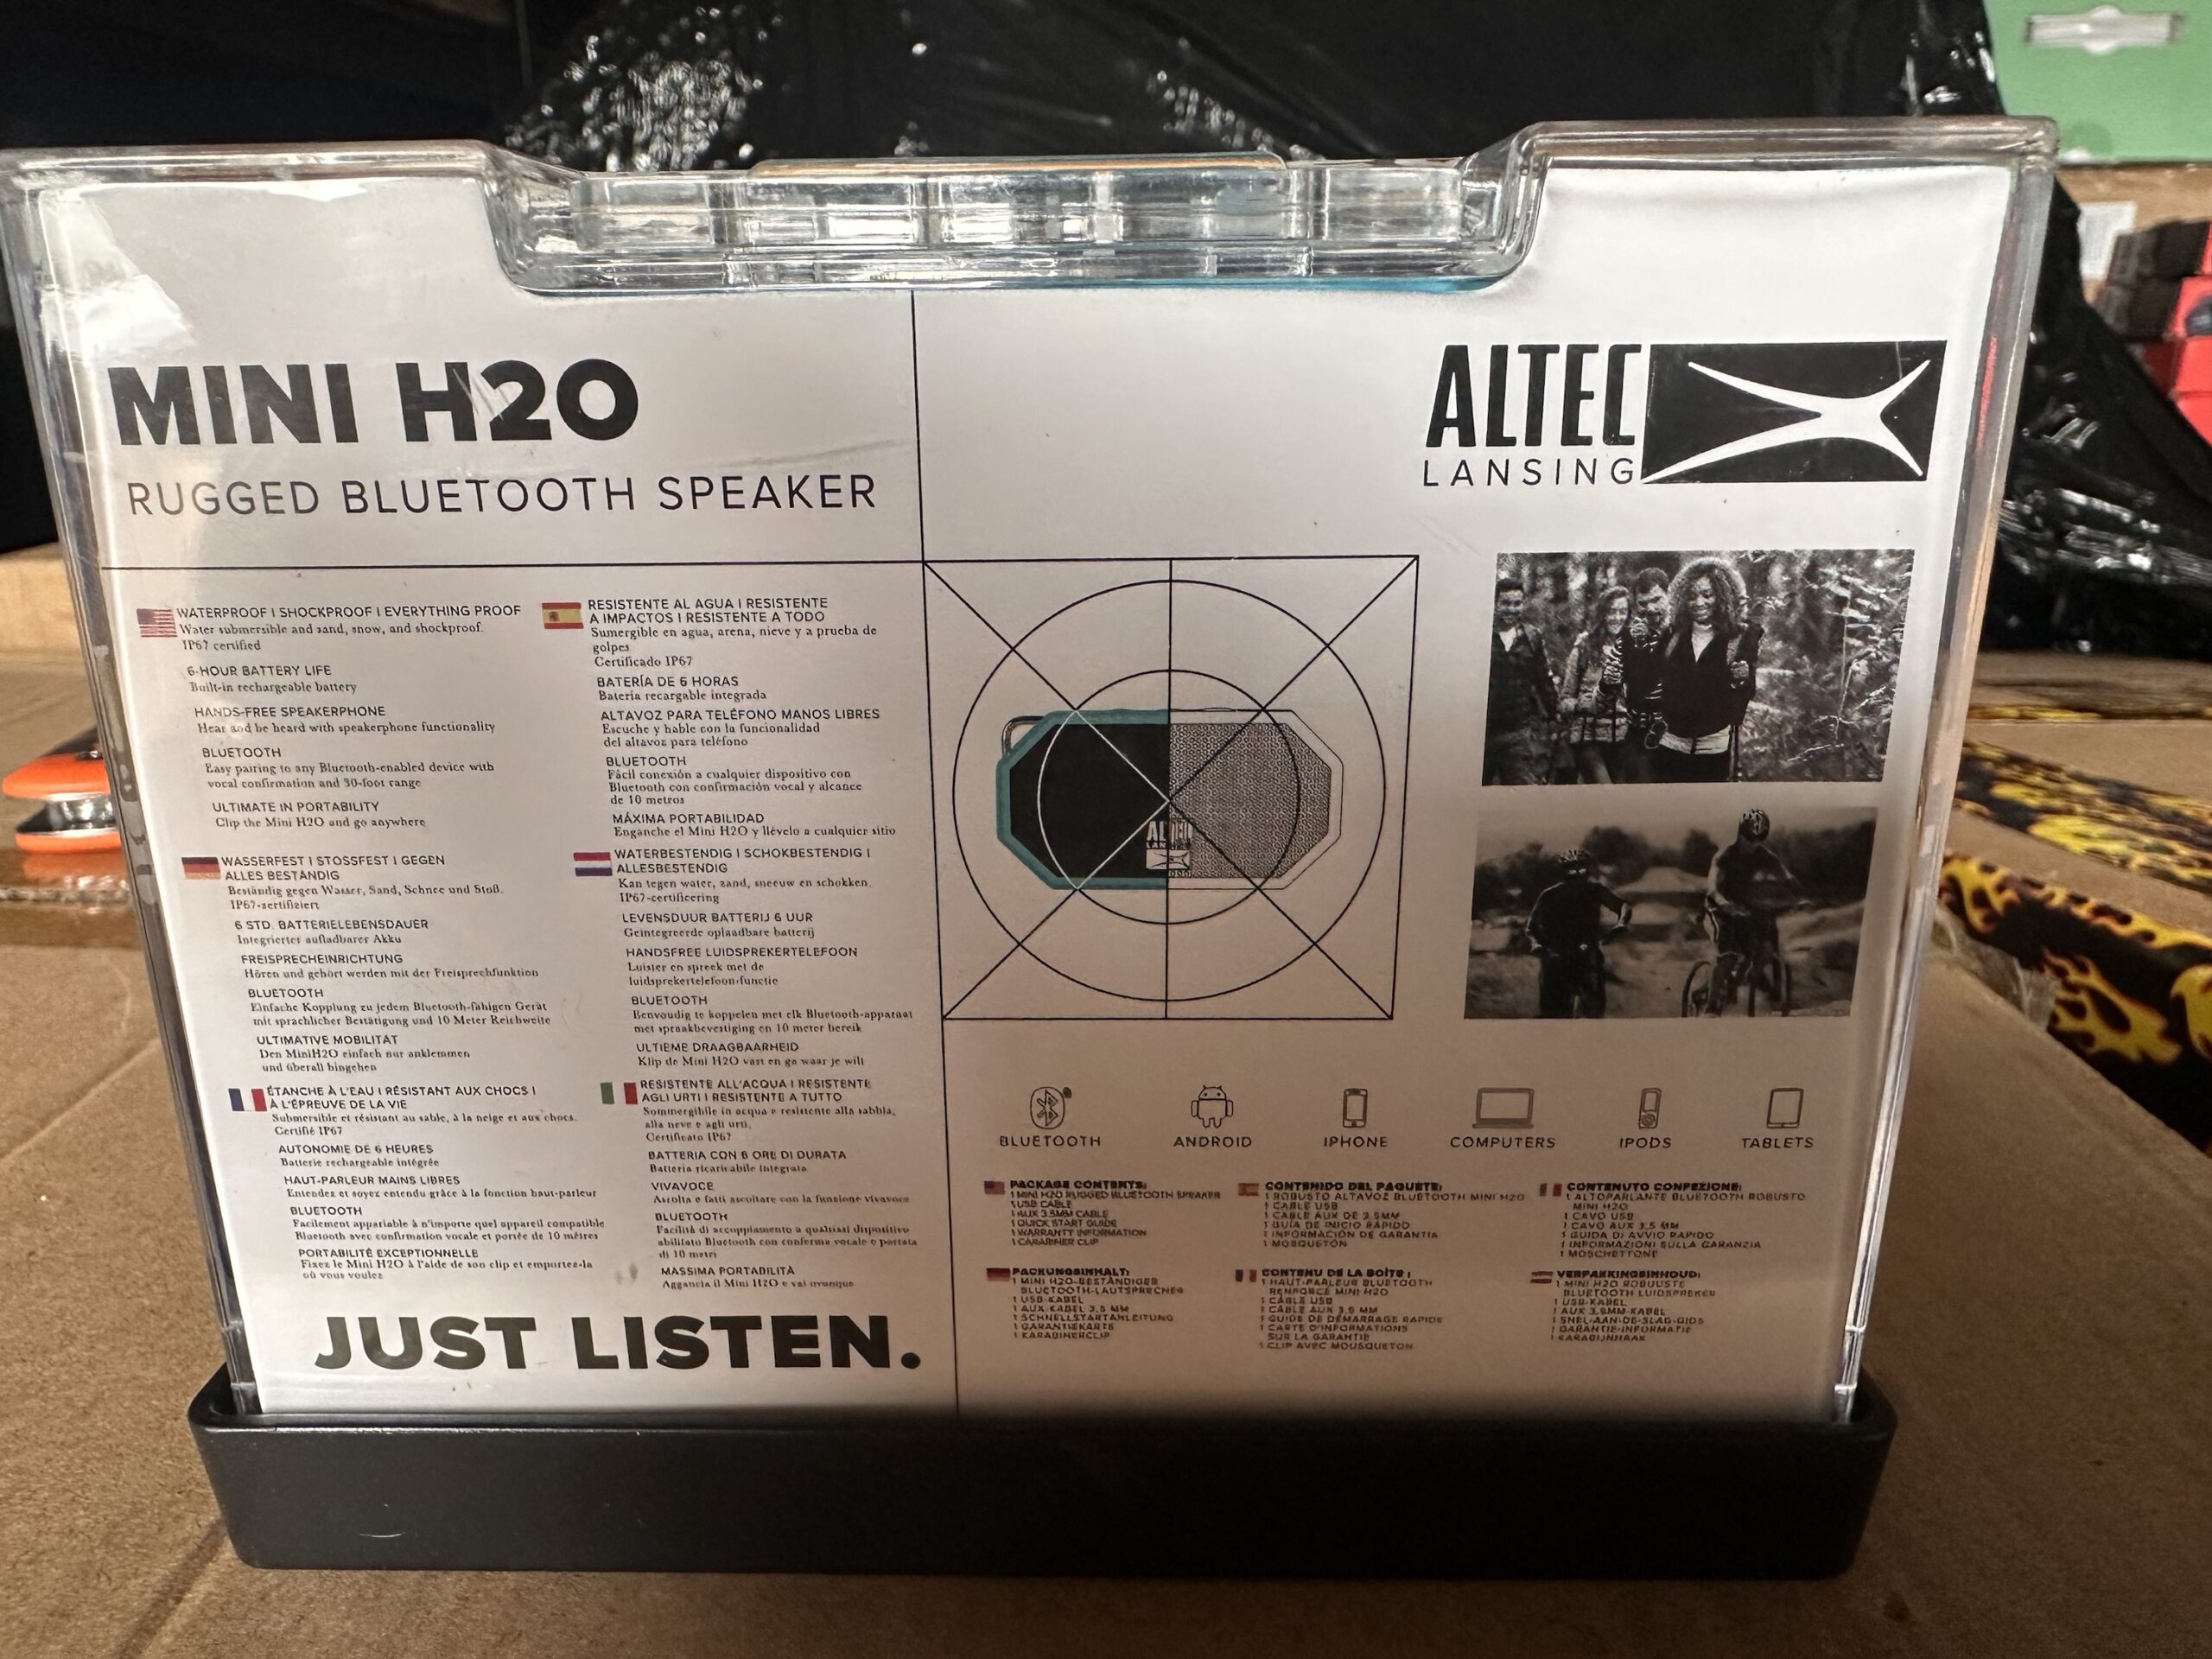 MINI H2O
RUGGED BLUETOOTH SPEAKER
ALTEC
LANSING
WATERPROOF | SHOCKPROOF | EVERYTHING PROOF
Water submersible and sand, snow, and shockproof.
IP67 certified
6-HOUR BATTERY LIFE
Built-in rechargeable battery
HANDS-FREE SPEAKERPHONE
Hear and be heard with speakerphone functionality
BLUETOOTH
Easy pairing to any Bluetooth-enabled device with
vocal confirmation and 30-foot range
ULTIMATE IN PORTABILITY
Clip the Mini H2O and go anywhere
RESISTENTE AL AGUA | RESISTENTE
A IMPACTOS | RESISTENTE A TODO
Sumergible en agua, arena, nieve y a prueba de
golpes
Certificado IP67
BATERÍA DE 6 HORAS
Batería recargable integrada
ALTAVOZ PARA TELÉFONO MANOS LIBRES
Escuche y hable con la funcionalidad
del altavoz para teléfono
BLUETOOTH
Fácil conexión a cualquier dispositivo con
Bluetooth con confirmación vocal y alcance
de 10 metros
MÁXIMA PORTABILIDAD
Enganche el Mini H2O y llévelo a cualquier sitio
WASSERFEST | STOSSFEST | GEGEN
ALLES BESTÄNDIG
Beständig gegen Wasser, Sand, Schnee und Stoß.
IP67-zertifiziert
6 STD. BATTERIELEBENSDAUER
Integrierter aufladbarer Akku
FREISPRECHEINRICHTUNG
Hören und gehört werden mit der Freisprechfunktion
BLUETOOTH
Einfache Kopplung zu jedem Bluetooth-fähigen Gerät
mit sprachlicher Bestätigung und 10 Meter Reichweite
ULTIMATIVE MOBILITÄT
Den MiniH2O einfach nur anklemmen
und überall hingehen
WATERBESTENDIG | SCHOKBESTENDIG |
ALLESBESTENDIG
Kan tegen water, zand, sneeuw en schokken.
IP67-certificering
LEVENSDUUR BATTERIJ 6 UUR
Geïntegreerde oplaadbare batterij
HANDSFREE LUIDSPREKERTELEFOON
Luister en spreek met de
luidsprekertelefoon-functie
BLUETOOTH
Eenvoudig te koppelen met elk Bluetooth-apparaat
met spraakbevestiging en 10 meter bereik
ULTIEME DRAAGBAARHEID
Klip de Mini H2O vast en ga waar je wilt
ÉTANCHE À L'EAU | RÉSISTANT AUX CHOCS |
À L'ÉPREUVE DE LA VIE
Submersible et résistant au sable, à la neige et aux chocs.
Certifié IP67
AUTONOMIE DE 6 HEURES
Batterie rechargeable intégrée
HAUT-PARLEUR MAINS LIBRES
Entendez et soyez entendu grâce à la fonction haut-parleur
BLUETOOTH
Facilement appariable à n'importe quel appareil compatible
Bluetooth avec confirmation vocale et portée de 10 mètres
PORTABILITÉ EXCEPTIONNELLE
Fixez le Mini H2O à l'aide de son clip et emportez-la
où vous voulez
RESISTENTE ALL'ACQUA | RESISTENTE
AGLI URTI | RESISTENTE A TUTTO
Sommergibile in acqua e resistente alla sabbia,
alla neve e agli urti.
Certificato IP67
BATTERIA CON 6 ORE DI DURATA
Batteria ricaricabile integrata
VIVAVOCE
Ascolta e fatti ascoltare con la funzione vivavoce
BLUETOOTH
Facilità di accoppiamento a qualsiasi dispositivo
abilitato Bluetooth con conferma vocale e portata
di 10 metri
MASSIMA PORTABILITÀ
Aggancia il Mini H2O e vai ovunque
JUST LISTEN.
ALTEC
LANSING
BLUETOOTH
ANDROID
IPHONE
COMPUTERS
IPODS
TABLETS
PACKAGE CONTENTS:
1 MINI H2O RUGGED BLUETOOTH SPEAKER
1 USB CABLE
1 AUX 3.5MM CABLE
1 QUICK START GUIDE
1 WARRANTY INFORMATION
1 CARABINER CLIP
CONTENIDO DEL PAQUETE:
1 ROBUSTO ALTAVOZ BLUETOOTH MINI H2O
1 CABLE USB
1 CABLE AUX DE 3.5MM
1 GUÍA DE INICIO RÁPIDO
1 INFORMACIÓN DE GARANTÍA
1 MOSQUETÓN
CONTENUTO CONFEZIONE:
1 ALTOPARLANTE BLUETOOTH ROBUSTO
MINI H2O
1 CAVO USB
1 CAVO AUX 3,5 MM
1 GUIDA DI AVVIO RAPIDO
1 INFORMAZIONI SULLA GARANZIA
1 MOSCHETTONE
PACKUNGSINHALT:
1 MINI H2O-BESTÄNDIGER
BLUETOOTH-LAUTSPRECHER
1 USB-KABEL
1 AUX-KABEL 3,5 MM
1 SCHNELLSTARTANLEITUNG
1 GARANTIEKARTE
1 KARABINERCLIP
CONTENU DE LA BOÎTE :
1 HAUT-PARLEUR BLUETOOTH
RENFORCÉ MINI H2O
1 CÂBLE USB
1 CÂBLE AUX 3,5 MM
1 GUIDE DE DÉMARRAGE RAPIDE
1 CARTE D'INFORMATIONS
SUR LA GARANTIE
1 CLIP AVEC MOUSQUETON
VERPAKKINGSINHOUD:
1 MINI H2O ROBUUSTE
BLUETOOTH LUIDSPREKER
1 USB-KABEL
1 AUX 3.5MM-KABEL
1 SNEL-AAN-DE-SLAG-GIDS
1 GARANTIE-INFORMATIE
1 KARABIJNHAAK